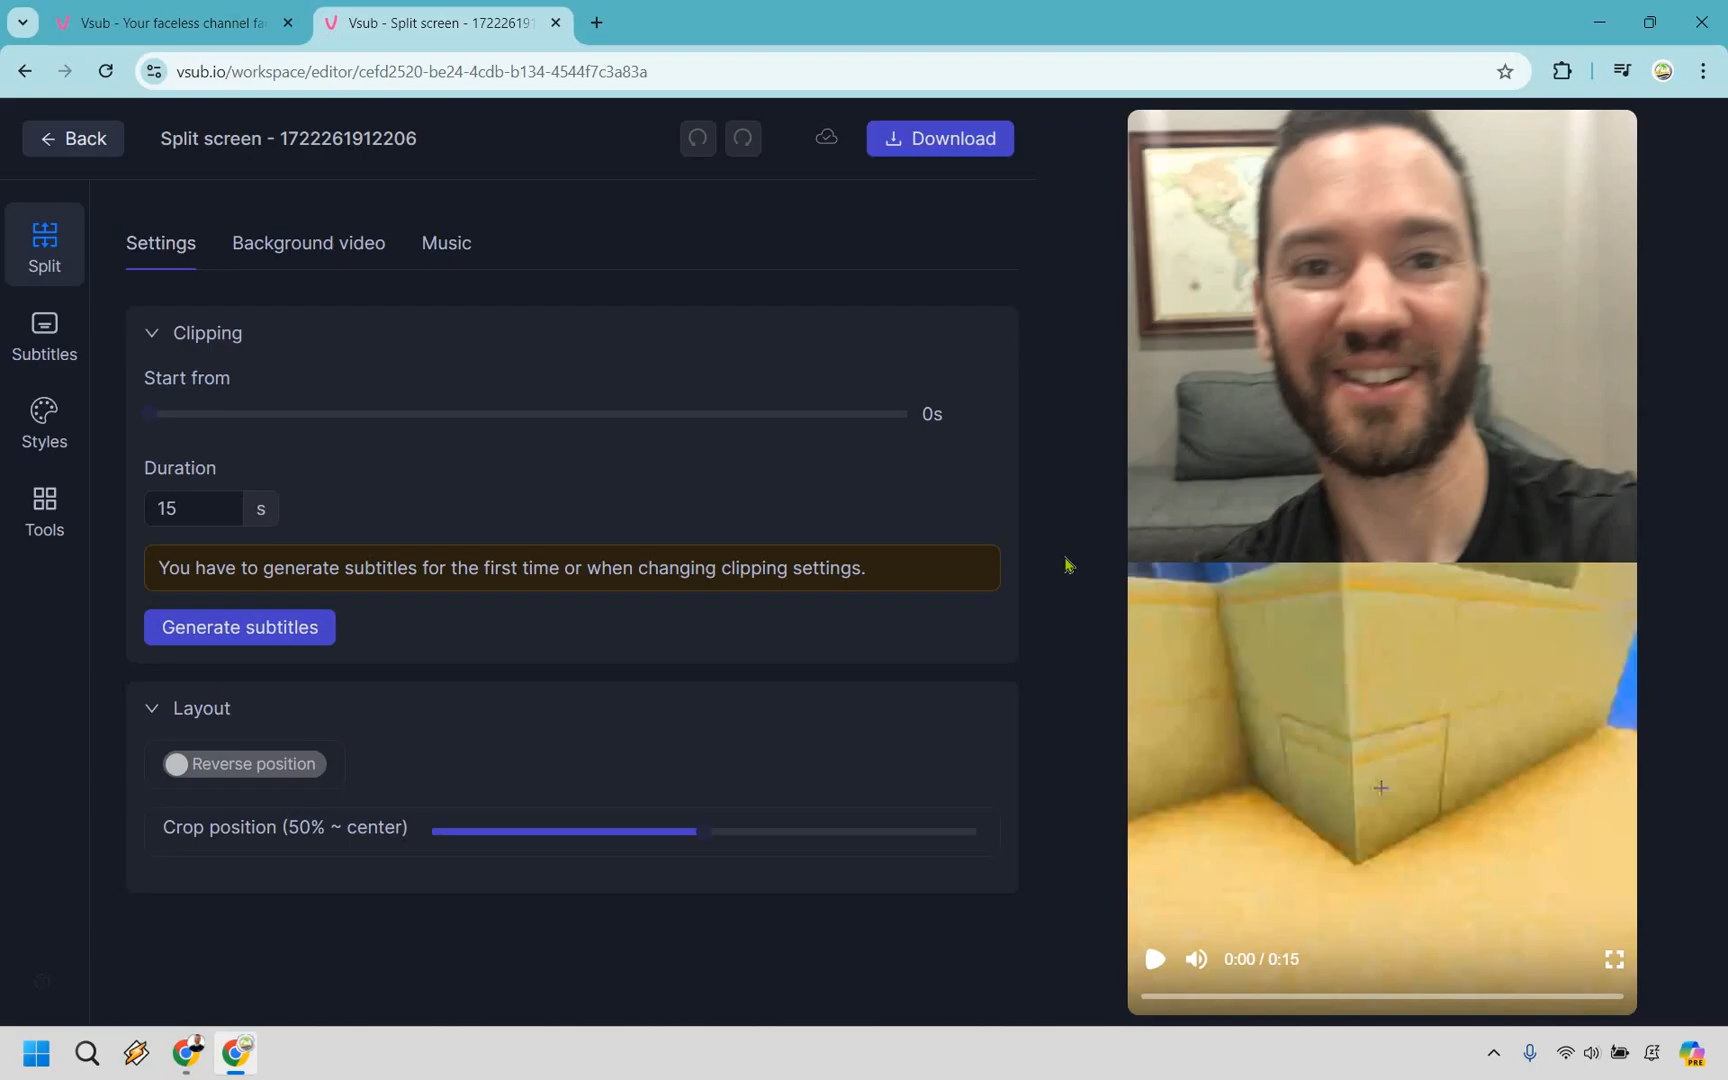 Vsub - Your faceless channel fa
Vsub - Split screen - 17222619
vsub.io/workspace/editor/cefd2520-be24-4cdb-b134-4544f7c3a83a
Back
Split screen - 1722261912206
Download
Split
Subtitles
Styles
Tools
Settings
Background video
Music
Clipping
Start from
0s
Duration
15
s
You have to generate subtitles for the first time or when changing clipping settings.
Generate subtitles
Layout
Reverse position
Crop position (50% ~ center)
0:00 / 0:15
PRE